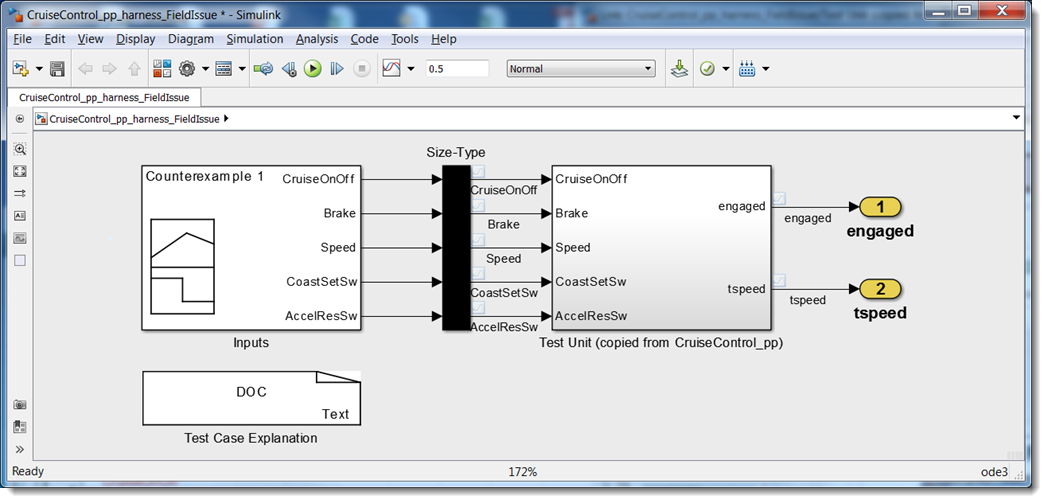 CruiseControl_pp_harness_FieldIssue * - Simulink
File Edit View Display Diagram Simulation Analysis Code Tools Help
0.5 Normal
CruiseControl_pp_harness_FieldIssue
CruiseControl_pp_harness_FieldIssue
Size-Type
Counterexample 1
CruiseOnOff
Brake
Speed
CoastSetSw
AccelResSw
Inputs
CruiseOnOff
Brake
Speed
CoastSetSw
AccelResSw
CruiseOnOff
Brake
Speed
CoastSetSw
AccelResSw
engaged
tspeed
Test Unit (copied from CruiseControl_pp)
engaged
tspeed
1
engaged
2
tspeed
DOC
Text
Test Case Explanation
Ready 172% ode3